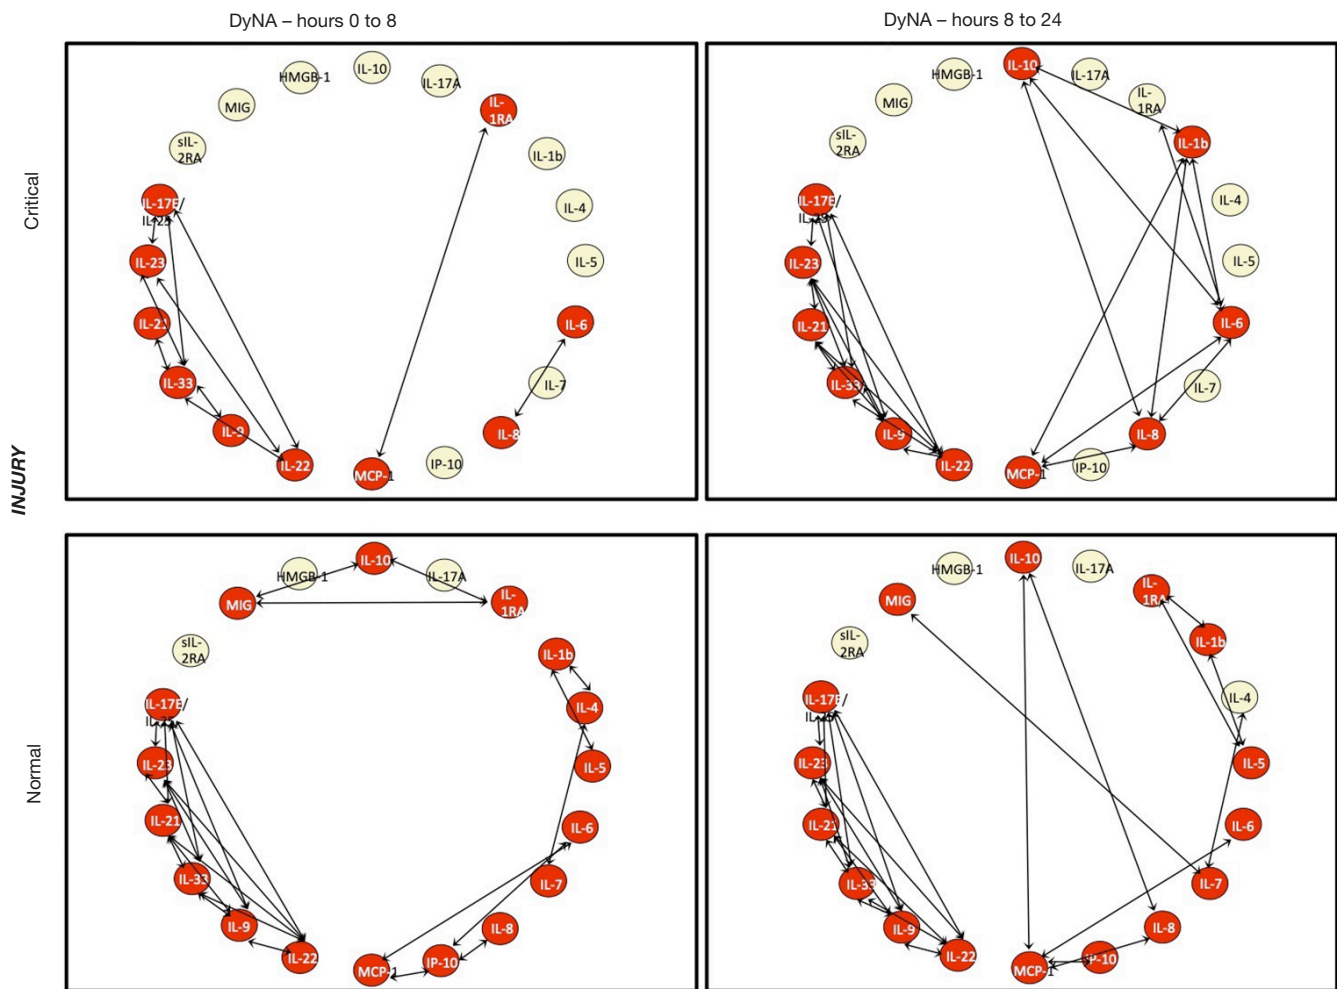 DyNA – hours 0 to 8
DyNA – hours 8 to 24
INJURY
Critical
IL-10
HMGB-1
IL-17A
MIG
IL-
1RA
sIL-
2RA
IL-1b
IL-17E/
IL-25
IL-4
IL-23
IL-5
IL-21
IL-6
IL-33
IL-7
IL-9
IL-8
IL-22
MCP-1
IP-10
IL-10
HMGB-1
IL-17A
MIG
IL-
1RA
sIL-
2RA
IL-1b
IL-17E/
IL-4
IL-23
IL-5
IL-21
IL-6
IL-33
IL-7
IL-9
IL-8
IL-22
MCP-1
IP-10
Normal
IL-10
HMGB-1
IL-17A
MIG
IL-
1RA
sIL-
2RA
IL-1b
IL-17E/
IL-4
IL-23
IL-5
IL-21
IL-6
IL-33
IL-7
IL-9
IL-8
IL-22
MCP-1
IP-10
IL-10
HMGB-1
IL-17A
MIG
IL-
1RA
sIL-
2RA
IL-1b
IL-17E/
IL-4
IL-23
IL-5
IL-21
IL-6
IL-33
IL-7
IL-9
IL-8
IL-22
MCP-1
IP-10